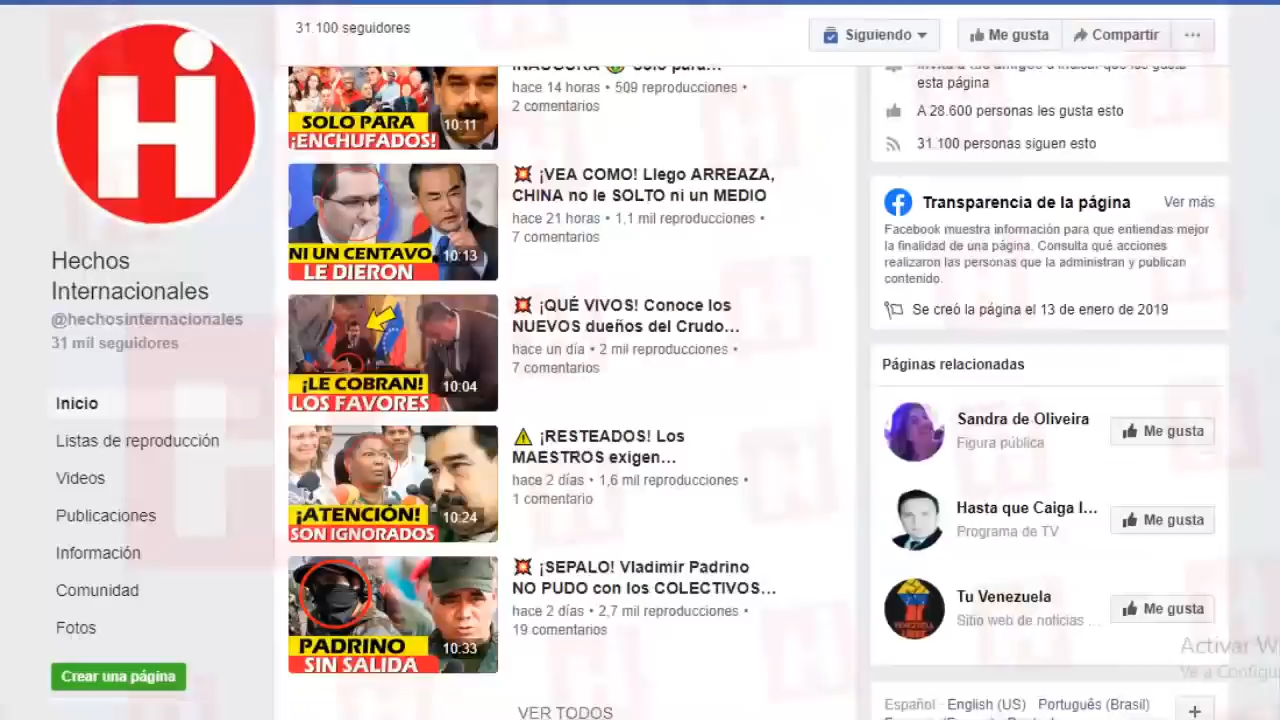 31.100 seguidores
Siguiendo
Me gusta
Compartir
Hi
Hechos
Internacionales
@hechosinternacionales
31 mil seguidores
Inicio
Listas de reproducción
Videos
Publicaciones
Información
Comunidad
Fotos
Crear una página
SOLO PARA
¡ENCHUFADOS!
10:11
INAUGURA Solo para...
hace 14 horas • 509 reproducciones •
2 comentarios
NI UN CENTAVO
LE DIERON
10:13
¡VEA COMO! Llego ARREAZA,
CHINA no le SOLTO ni un MEDIO
hace 21 horas • 1,1 mil reproducciones •
7 comentarios
¡LE COBRAN!
LOS FAVORES
10:04
¡QUÉ VIVOS! Conoce los
NUEVOS dueños del Crudo...
hace un día • 2 mil reproducciones •
7 comentarios
¡ATENCIÓN!
SON IGNORADOS
10:24
¡RESTEADOS! Los
MAESTROS exigen...
hace 2 días • 1,6 mil reproducciones •
1 comentario
PADRINO
SIN SALIDA
10:33
¡SEPALO! Vladimir Padrino
NO PUDO con los COLECTIVOS...
hace 2 días • 2,7 mil reproducciones •
19 comentarios
VER TODOS
esta página
A 28.600 personas les gusta esto
31.100 personas siguen esto
Transparencia de la página
Ver más
Facebook muestra información para que entiendas mejor
la finalidad de una página. Consulta qué acciones
realizaron las personas que la administran y publican
contenido.
Se creó la página el 13 de enero de 2019
Páginas relacionadas
Sandra de Oliveira
Figura pública
Me gusta
Hasta que Caiga l...
Programa de TV
Me gusta
Tu Venezuela
Sitio web de noticias ...
Me gusta
Activar W
Ve a Configu
Español · English (US) · Português (Brasil)